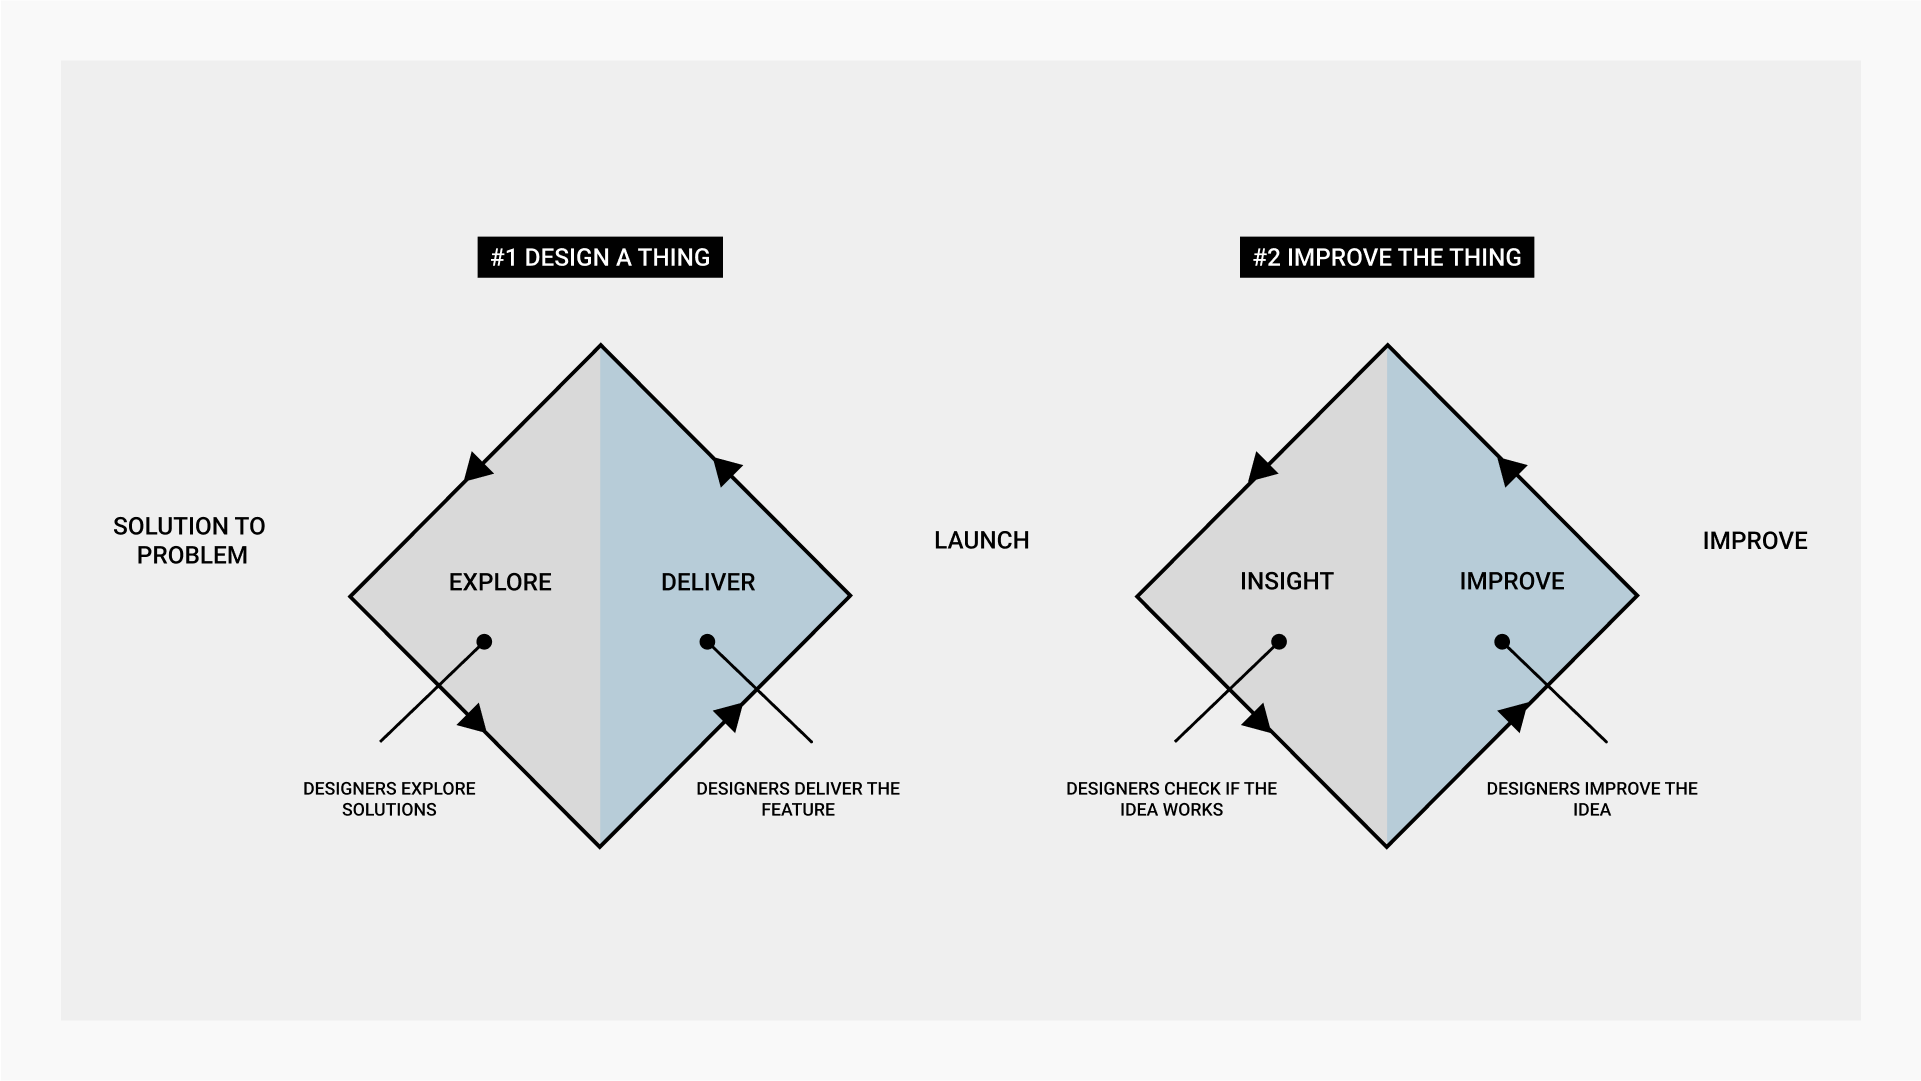 #1 DESIGN A THING
#2 IMPROVE THE THING
SOLUTION TO
PROBLEM
EXPLORE
DELIVER
LAUNCH
INSIGHT
IMPROVE
IMPROVE
DESIGNERS EXPLORE
SOLUTIONS
DESIGNERS DELIVER THE
FEATURE
DESIGNERS CHECK IF THE
IDEA WORKS
DESIGNERS IMPROVE THE
IDEA